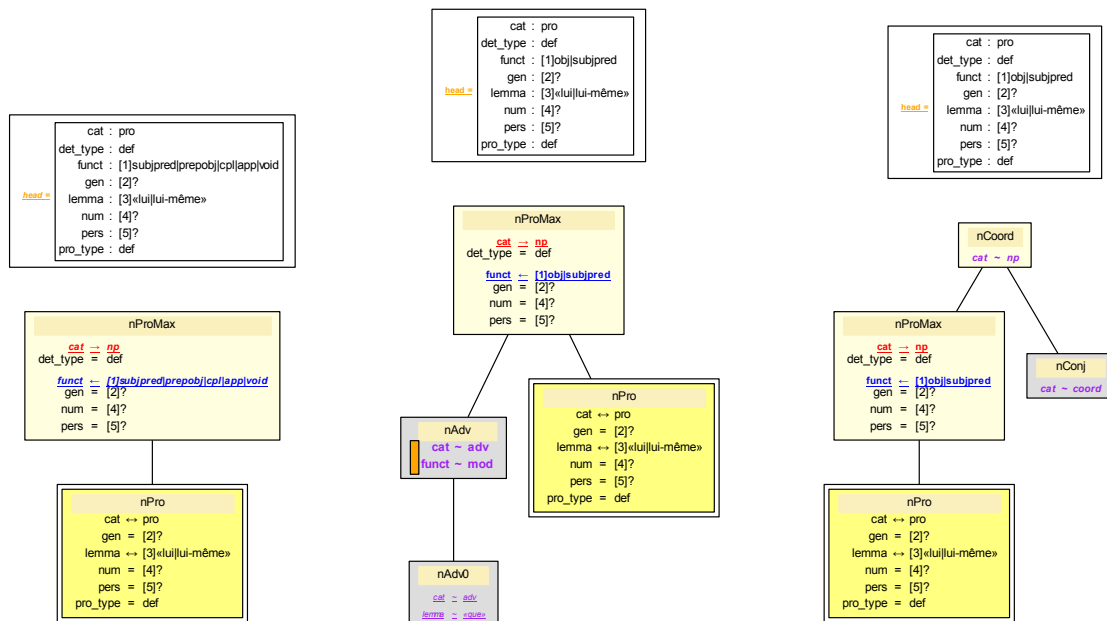 head =
cat : pro
det_type : def
funct : [1]subjpred|prepobj|cpl|app|void
gen : [2]?
lemma : [3]«lui|lui-même»
num : [4]?
pers : [5]?
pro_type : def
nProMax
cat → np
det_type = def
funct ← [1]subjpred|prepobj|cpl|app|void
gen = [2]?
num = [4]?
pers = [5]?
nPro
cat ↔ pro
gen = [2]?
lemma ↔ [3]«lui|lui-même»
num = [4]?
pers = [5]?
pro_type = def
head =
cat : pro
det_type : def
funct : [1]obj|subjpred
gen : [2]?
lemma : [3]«lui|lui-même»
num : [4]?
pers : [5]?
pro_type : def
nProMax
cat → np
det_type = def
funct ← [1]obj|subjpred
gen = [2]?
num = [4]?
pers = [5]?
nAdv
cat ~ adv
funct ~ mod
nPro
cat ↔ pro
gen = [2]?
lemma ↔ [3]«lui|lui-même»
num = [4]?
pers = [5]?
pro_type = def
nAdv0
cat ~ adv
lemma ~ «que»
head =
cat : pro
det_type : def
funct : [1]obj|subjpred
gen : [2]?
lemma : [3]«lui|lui-même»
num : [4]?
pers : [5]?
pro_type : def
nCoord
cat ~ np
nProMax
cat → np
det_type = def
funct ← [1]obj|subjpred
gen = [2]?
num = [4]?
pers = [5]?
nConj
cat ~ coord
nPro
cat ↔ pro
gen = [2]?
lemma ↔ [3]«lui|lui-même»
num = [4]?
pers = [5]?
pro_type = def